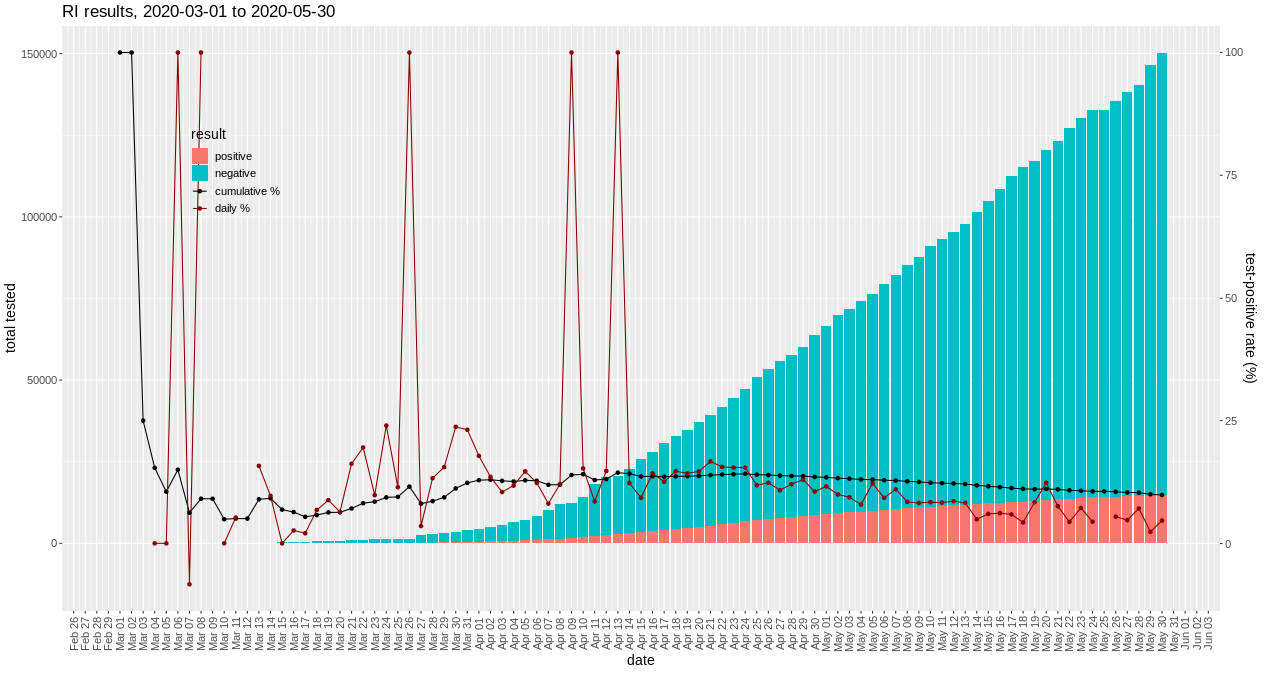 RI results, 2020-03-01 to 2020-05-30
total tested
150000
100000
50000
0
100
75
50
25
0
test-positive rate (%)
result
positive
negative
cumulative %
daily %
Feb 26
Feb 27
Feb 28
Feb 29
Mar 01
Mar 02
Mar 03
Mar 04
Mar 05
Mar 06
Mar 07
Mar 08
Mar 09
Mar 10
Mar 11
Mar 12
Mar 13
Mar 14
Mar 15
Mar 16
Mar 17
Mar 18
Mar 19
Mar 20
Mar 21
Mar 22
Mar 23
Mar 24
Mar 25
Mar 26
Mar 27
Mar 28
Mar 29
Mar 30
Mar 31
Apr 01
Apr 02
Apr 03
Apr 04
Apr 05
Apr 06
Apr 07
Apr 08
Apr 09
Apr 10
Apr 11
Apr 12
Apr 13
Apr 14
Apr 15
Apr 16
Apr 17
Apr 18
Apr 19
Apr 20
Apr 21
Apr 22
Apr 23
Apr 24
Apr 25
Apr 26
Apr 27
Apr 28
Apr 29
Apr 30
May 01
May 02
May 03
May 04
May 05
May 06
May 07
May 08
May 09
May 10
May 11
May 12
May 13
May 14
May 15
May 16
May 17
May 18
May 19
May 20
May 21
May 22
May 23
May 24
May 25
May 26
May 27
May 28
May 29
May 30
May 31
Jun 01
Jun 02
Jun 03
date